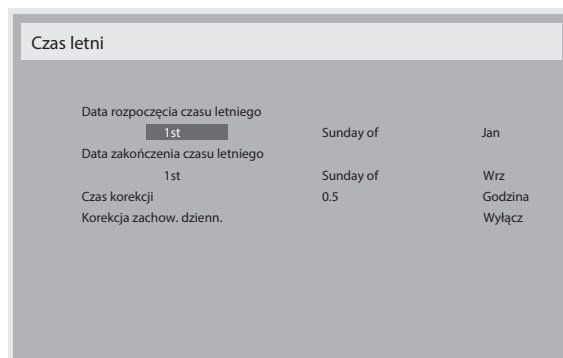 Czas letni
Data rozpoczęcia czasu letniego
1st Sunday of Jan
Data zakończenia czasu letniego
1st Sunday of Wrz
Czas korekcji 0.5 Godzina
Korekcja zachow. dzienn. Wyłącz